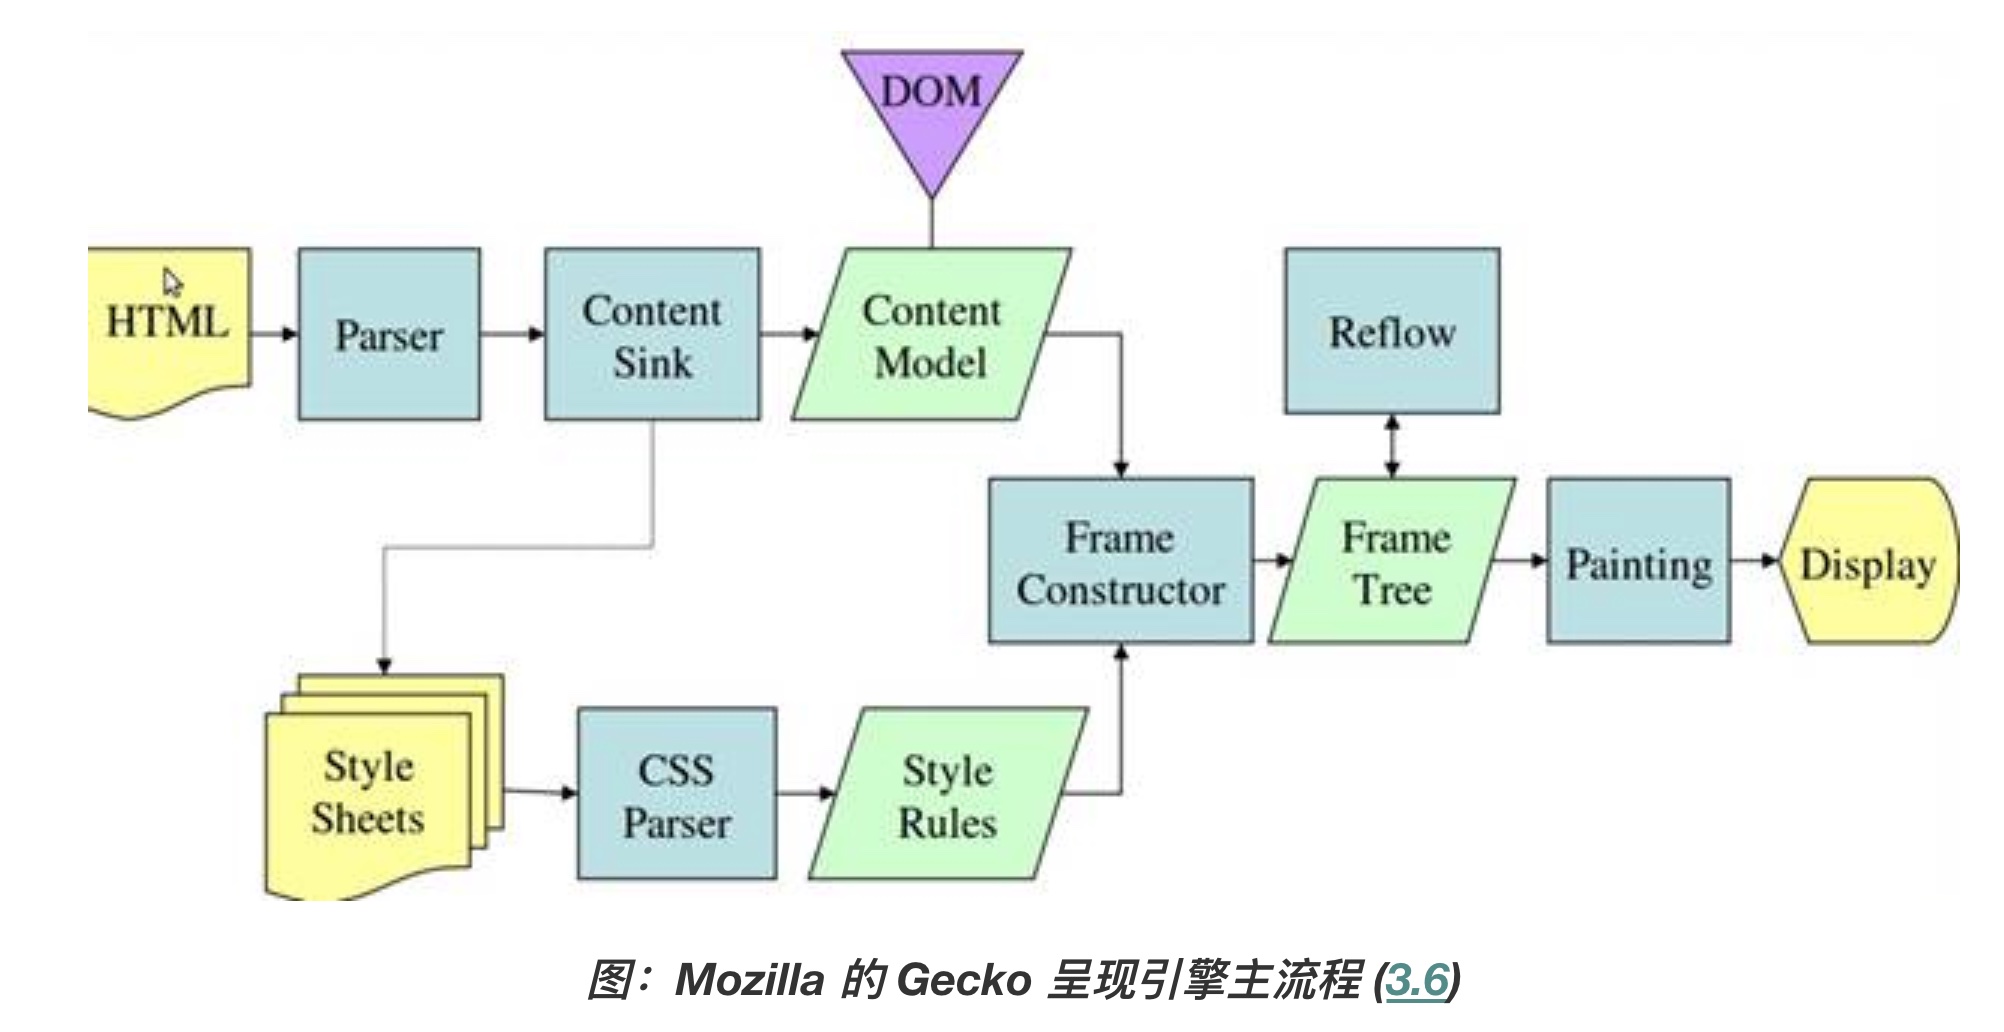 DOM
HTML
Parser
Content
Sink
Content
Model
Reflow
Frame
Constructor
Frame
Tree
Painting
Display
Style
Sheets
CSS
Parser
Style
Rules
图：Mozilla 的 Gecko 呈现引擎主流程 (3.6)